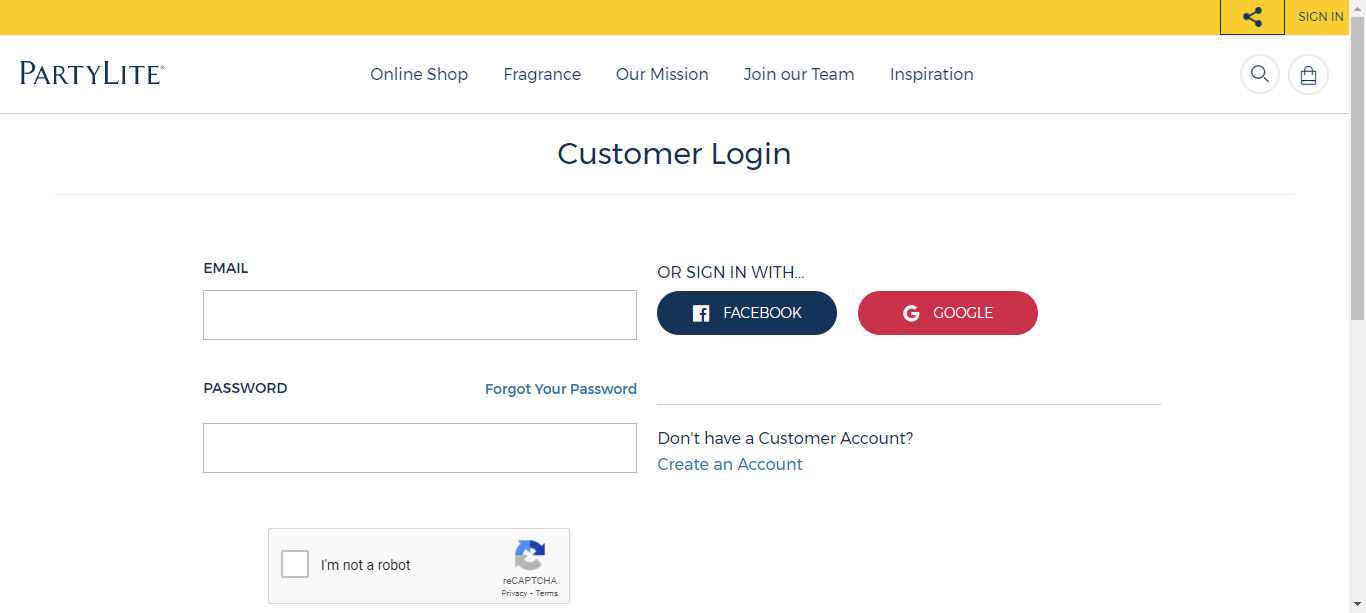 SIGN IN
PARTYLITE®
Online Shop Fragrance Our Mission Join our Team Inspiration
Customer Login
EMAIL
OR SIGN IN WITH...
FACEBOOK GOOGLE
PASSWORD Forgot Your Password
Don't have a Customer Account?
Create an Account
I'm not a robot
reCAPTCHA
Privacy - Terms